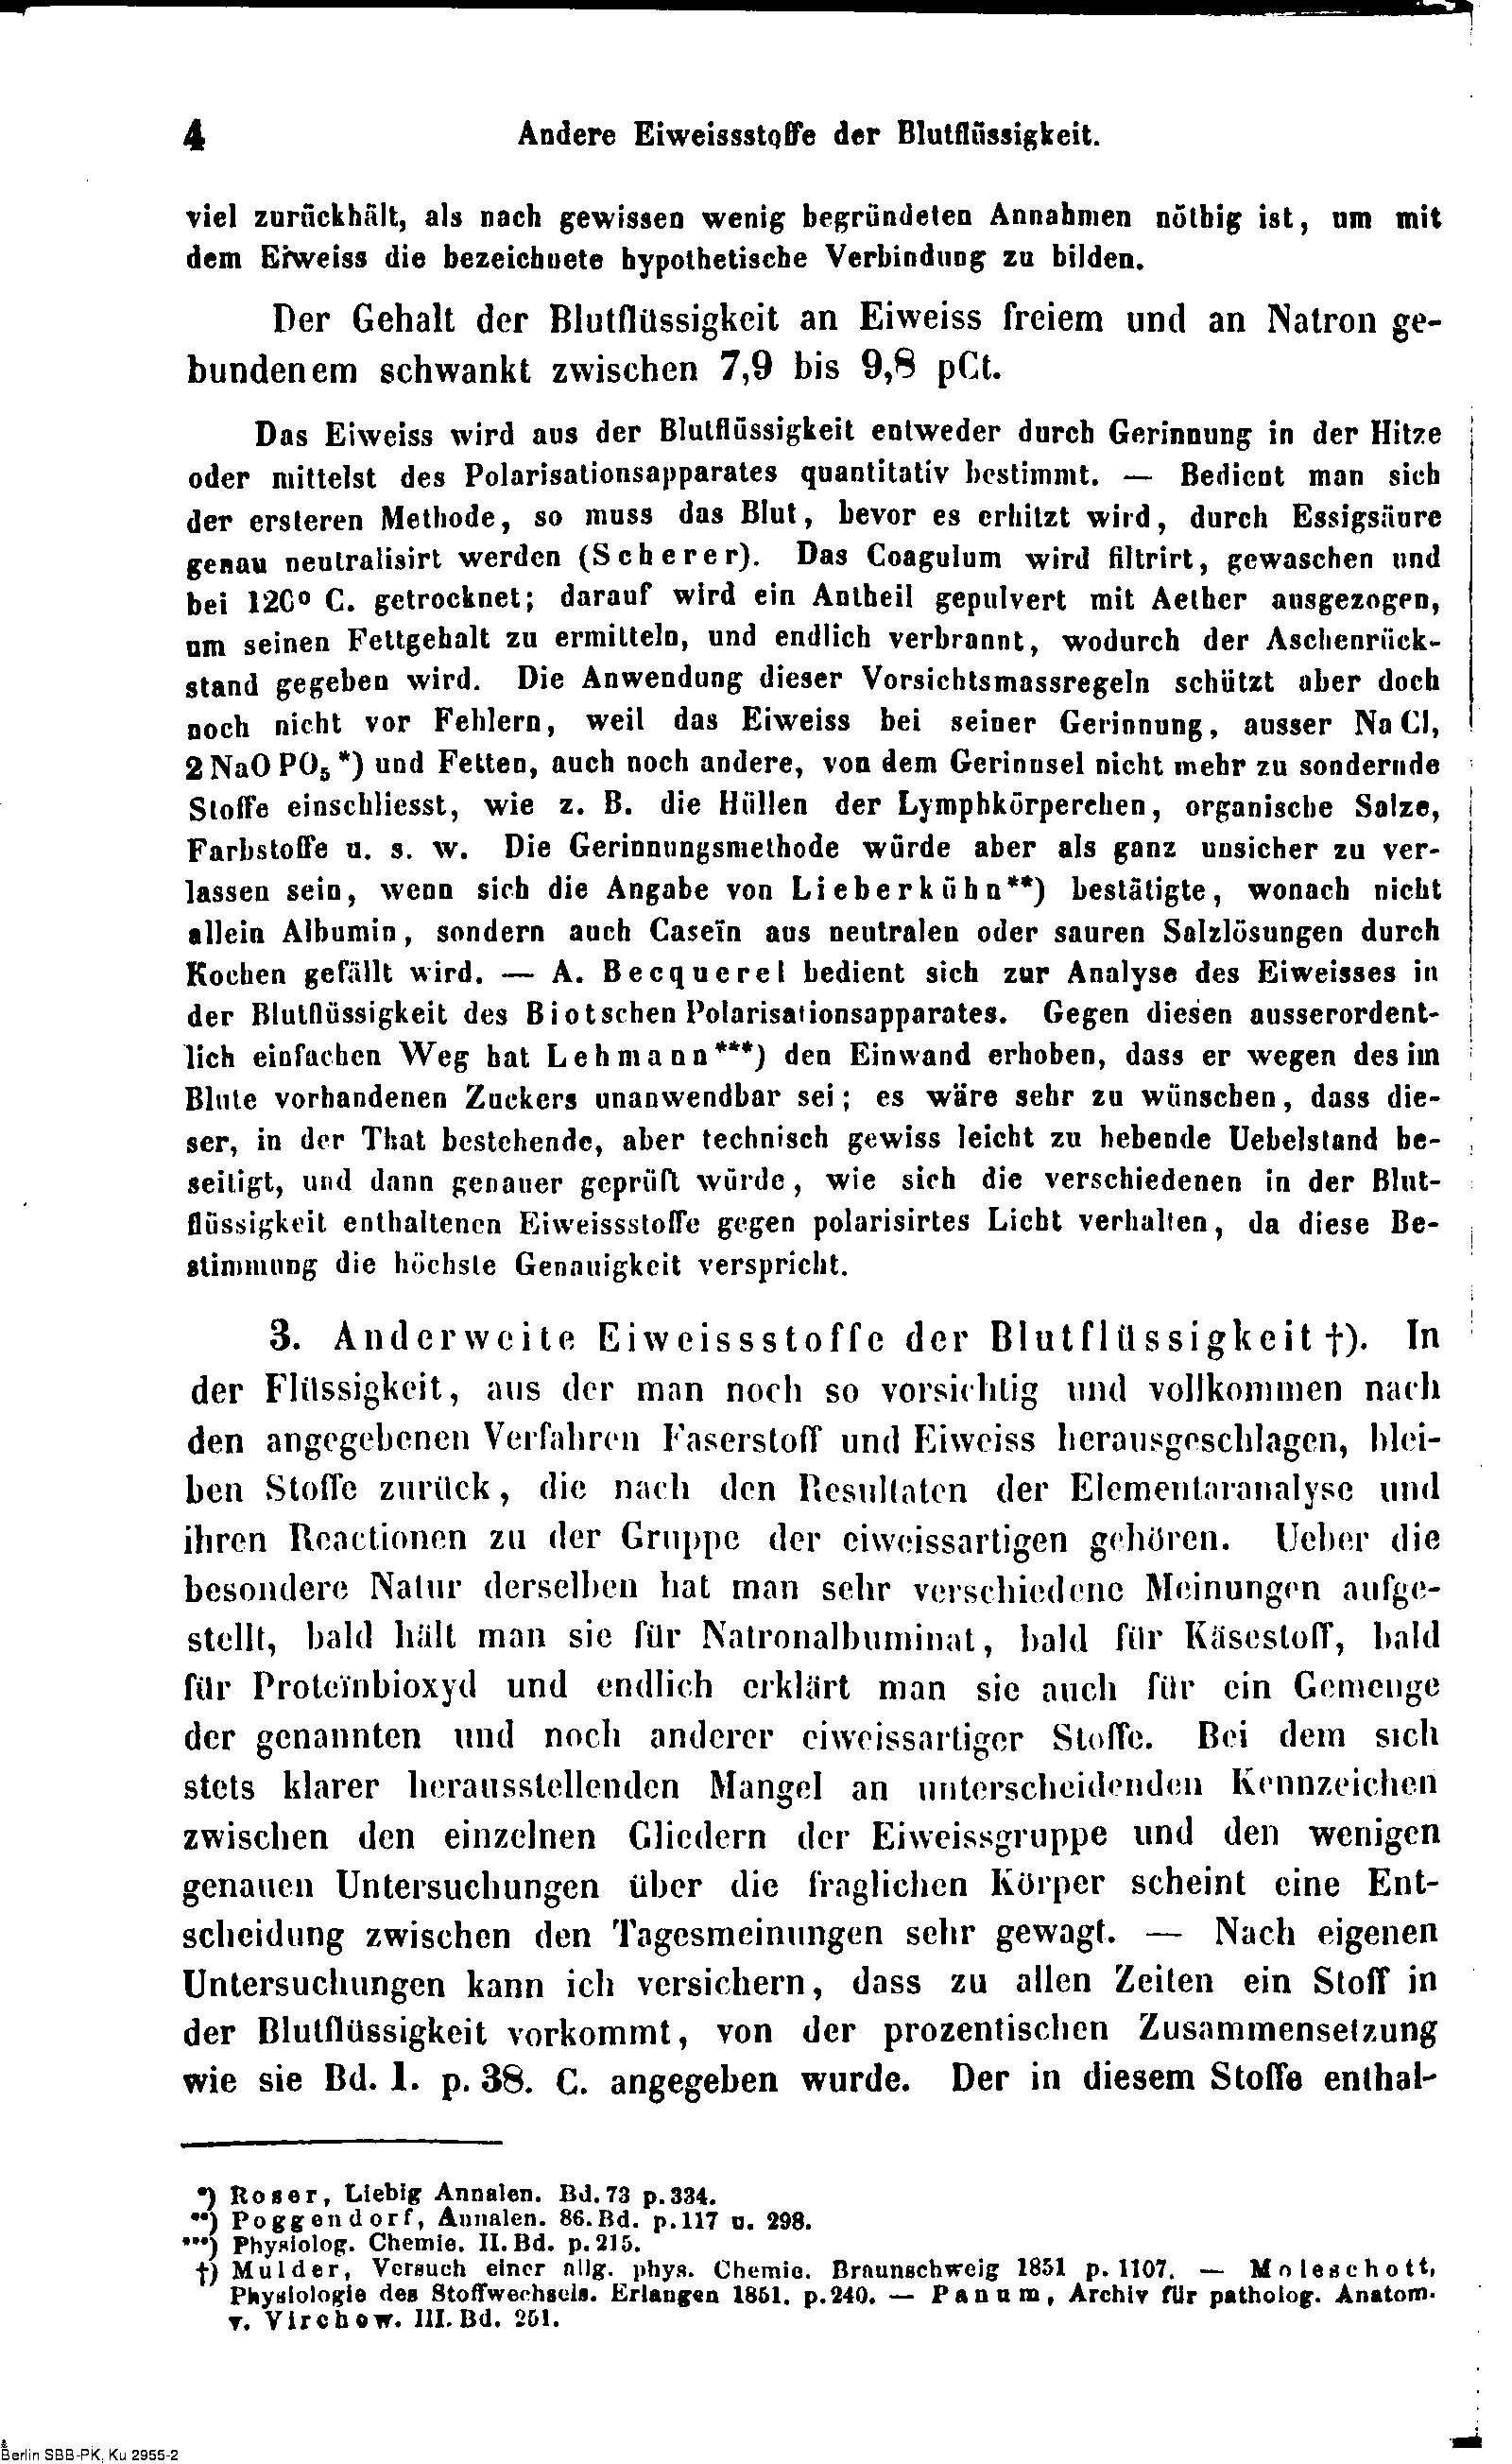 4 Andere Eiweissstoffe der Blutflüssigkeit.
viel zurückhält, als nach gewissen wenig begründeten Annahmen nöthig ist, um mit
dem Eiweiss die bezeichnete hypothetische Verbindung zu bilden.
Der Gehalt der Blutflüssigkeit an Eiweiss freiem und an Natron ge-
bundenem schwankt zwischen 7,9 bis 9,8 pCt.
Das Eiweiss wird aus der Blutflüssigkeit entweder durch Gerinnung in der Hitze
oder mittelst des Polarisationsapparates quantitativ bestimmt. — Bedient man sich
der ersteren Methode, so muss das Blut, bevor es erhitzt wird, durch Essigsäure
genau neutralisirt werden (Scherer). Das Coagulum wird filtrirt, gewaschen und
bei 120° C. getrocknet; darauf wird ein Antheil gepulvert mit Aether ausgezogen,
um seinen Fettgehalt zu ermitteln, und endlich verbrannt, wodurch der Aschenrück-
stand gegeben wird. Die Anwendung dieser Vorsichtsmassregeln schützt aber doch
noch nicht vor Fehlern, weil das Eiweiss bei seiner Gerinnung, ausser NaCl,
2NaO PO₅*) und Fetten, auch noch andere, von dem Gerinnsel nicht mehr zu sondernde
Stoffe einschliesst, wie z. B. die Hüllen der Lymphkörperchen, organische Salze,
Farbstoffe u. s. w. Die Gerinnungsmethode würde aber als ganz unsicher zu ver-
lassen sein, wenn sich die Angabe von Lieberkühn**) bestätigte, wonach nicht
allein Albumin, sondern auch Caseïn aus neutralen oder sauren Salzlösungen durch
Kochen gefällt wird. — A. Becquerel bedient sich zur Analyse des Eiweisses in
der Blutflüssigkeit des Biotschen Polarisationsapparates. Gegen diesen ausserordent-
lich einfachen Weg hat Lehmann***) den Einwand erhoben, dass er wegen des im
Blute vorhandenen Zuckers unanwendbar sei; es wäre sehr zu wünschen, dass die-
ser, in der That bestehende, aber technisch gewiss leicht zu hebende Uebelstand be-
seitigt, und dann genauer geprüft würde, wie sich die verschiedenen in der Blut-
flüssigkeit enthaltenen Eiweissstoffe gegen polarisirtes Licht verhalten, da diese Be-
stimmung die höchste Genauigkeit verspricht.
3. Anderweite Eiweissstoffe der Blutflüssigkeit †). In
der Flüssigkeit, aus der man noch so vorsichtig und vollkommen nach
den angegebenen Verfahren Faserstoff und Eiweiss herausgeschlagen, blei-
ben Stoffe zurück, die nach den Resultaten der Elementaranalyse und
ihren Reactionen zu der Gruppe der eiweissartigen gehören. Ueber die
besondere Natur derselben hat man sehr verschiedene Meinungen aufge-
stellt, bald hält man sie für Natronalbuminat, bald für Käsestoff, bald
für Proteïnbioxyd und endlich erklärt man sie auch für ein Gemenge
der genannten und noch anderer eiweissartiger Stoffe. Bei dem sich
stets klarer herausstellenden Mangel an unterscheidenden Kennzeichen
zwischen den einzelnen Gliedern der Eiweissgruppe und den wenigen
genauen Untersuchungen über die fraglichen Körper scheint eine Ent-
scheidung zwischen den Tagesmeinungen sehr gewagt. — Nach eigenen
Untersuchungen kann ich versichern, dass zu allen Zeiten ein Stoff in
der Blutflüssigkeit vorkommt, von der prozentischen Zusammensetzung
wie sie Bd. 1. p. 38. C. angegeben wurde. Der in diesem Stoffe enthal-
*) Roser, Liebig Annalen. Bd. 73 p. 334.
**) Poggendorf, Annalen. 86. Bd. p. 117 u. 298.
***) Physiolog. Chemie. II. Bd. p. 215.
†) Mulder, Versuch einer allg. phys. Chemie. Braunschweig 1851 p. 1107. — Moleschott,
Physiologie des Stoffwechsels. Erlangen 1851. p. 240. — Panum, Archiv für patholog. Anatom.
v. Virchow. III. Bd. 251.
Berlin SBB-PK, Ku 2955-2